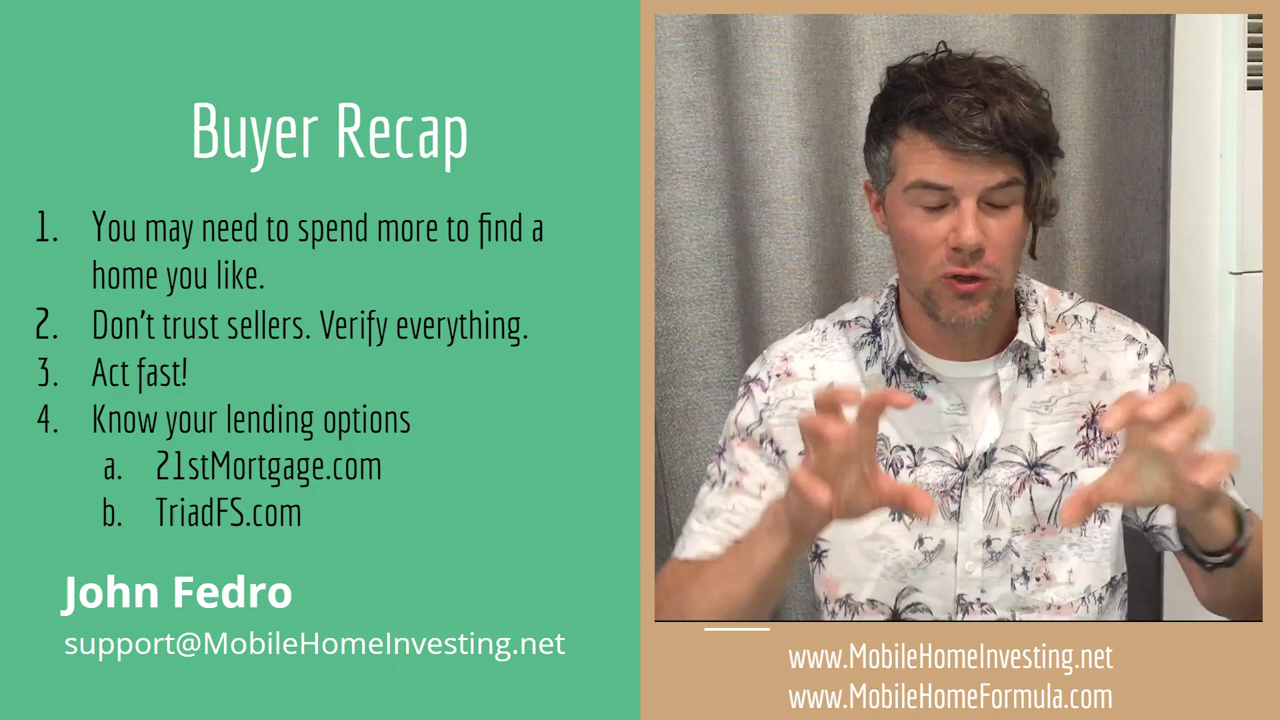 Buyer Recap
1. You may need to spend more to find a
home you like.
2. Don't trust sellers. Verify everything.
3. Act fast!
4. Know your lending options
a. 21stMortgage.com
b. TriadFS.com
John Fedro
support@MobileHomeInvesting.net
www.MobileHomeInvesting.net
www.MobileHomeFormula.com